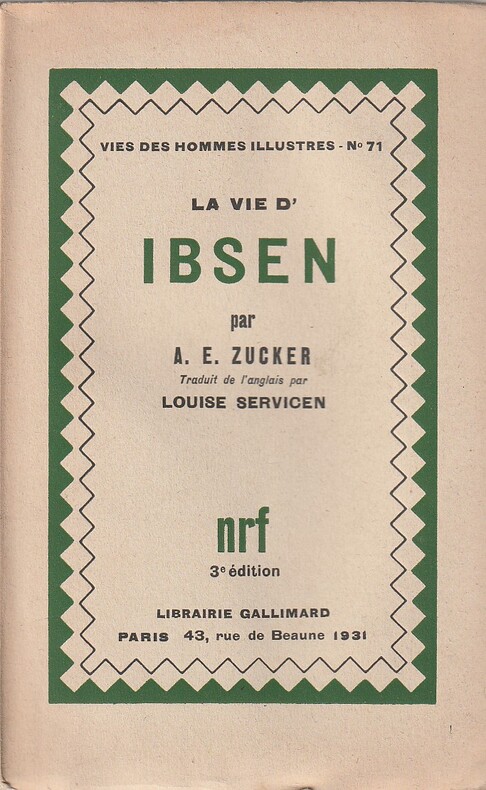 VIES DES HOMMES ILLUSTRES - Nº 71
LA VIE D'
IBSEN
par
A. E. ZUCKER
Traduit de l'anglais par
LOUISE SERVICEN
nrf
3e édition
LIBRAIRIE GALLIMARD
PARIS 43, rue de Beaune 1931